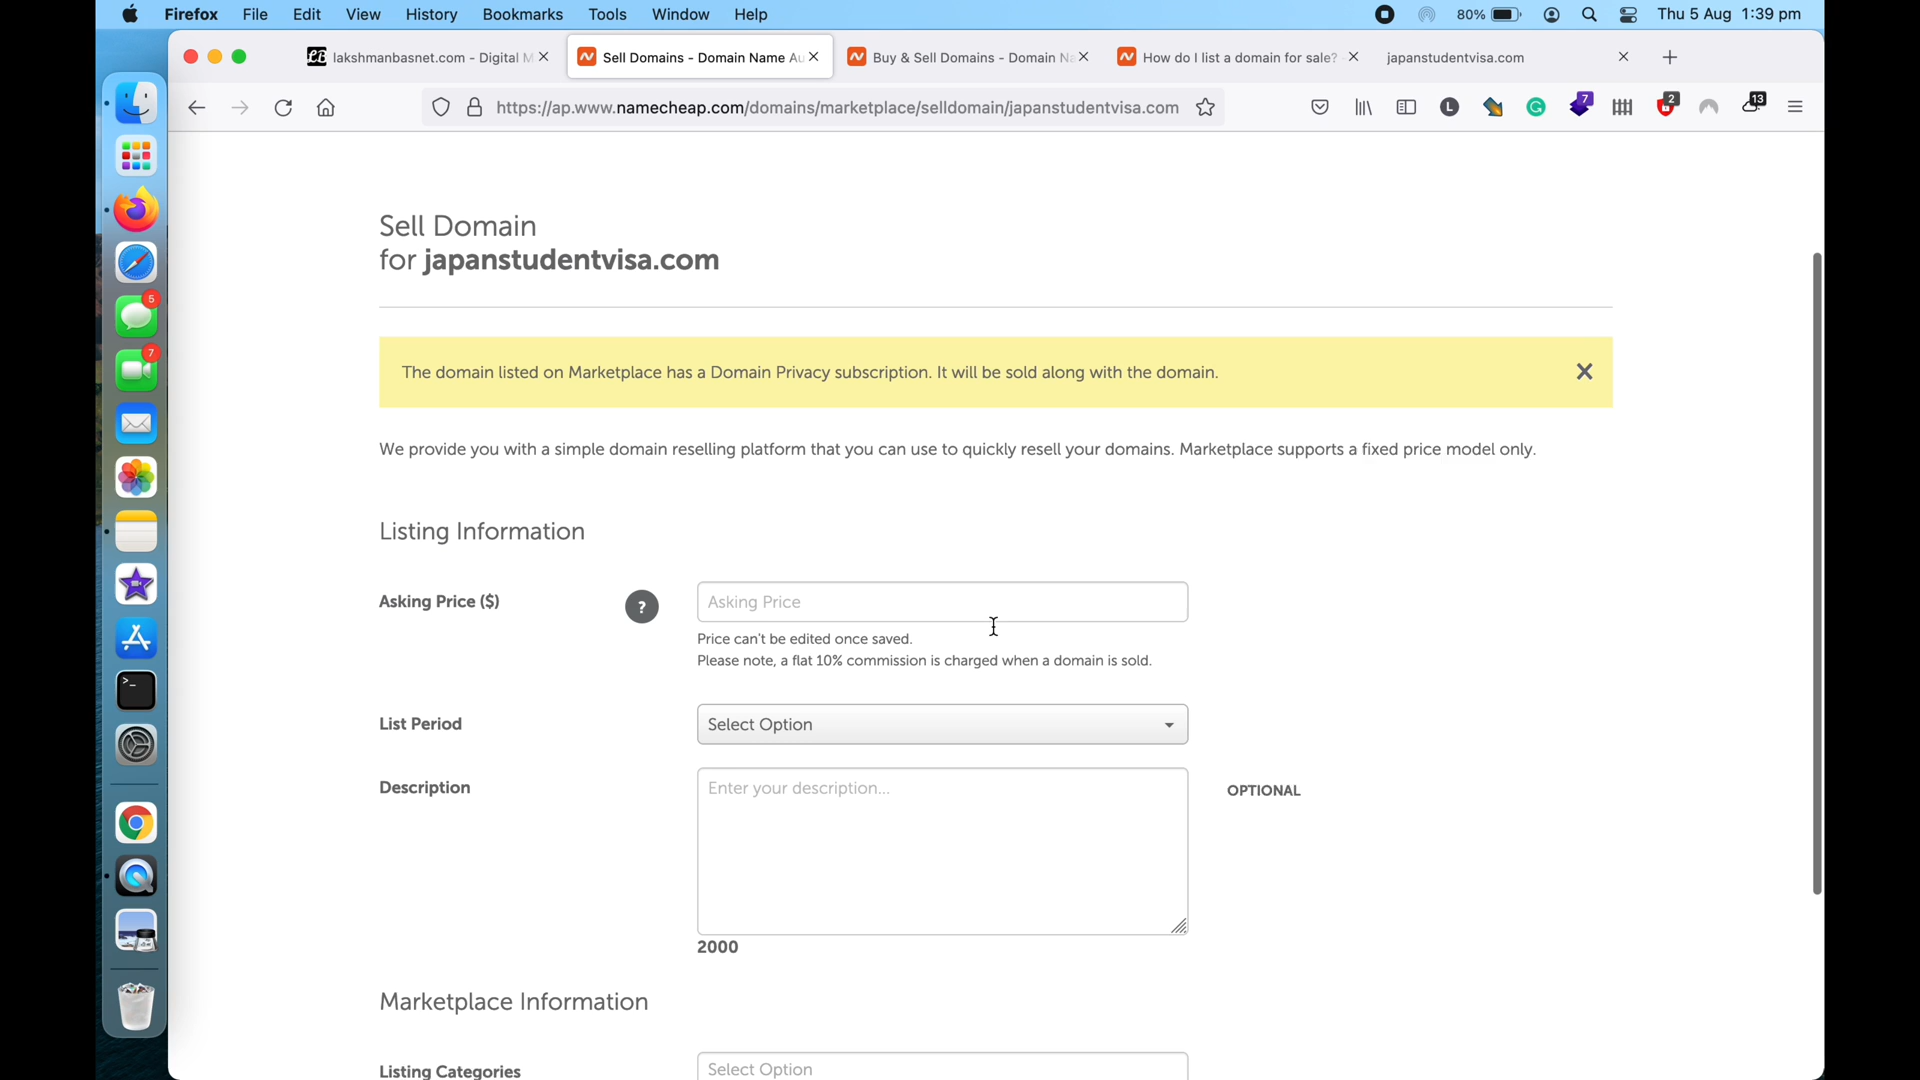 Firefox File Edit View History Bookmarks Tools Window Help 80% Thu 5 Aug 1:39 pm
lakshmanbasnet.com - Digital M
Sell Domains - Domain Name Au
Buy & Sell Domains - Domain Na
How do I list a domain for sale?
japanstudentvisa.com
https://ap.www.namecheap.com/domains/marketplace/selldomain/japanstudentvisa.com
L
7
2
13
5
7
Sell Domain
for japanstudentvisa.com
The domain listed on Marketplace has a Domain Privacy subscription. It will be sold along with the domain.
We provide you with a simple domain reselling platform that you can use to quickly resell your domains. Marketplace supports a fixed price model only.
Listing Information
Asking Price ($) ? Asking Price
Price can't be edited once saved.
Please note, a flat 10% commission is charged when a domain is sold.
List Period Select Option
Description Enter your description... OPTIONAL
2000
Marketplace Information
Listing Categories Select Option